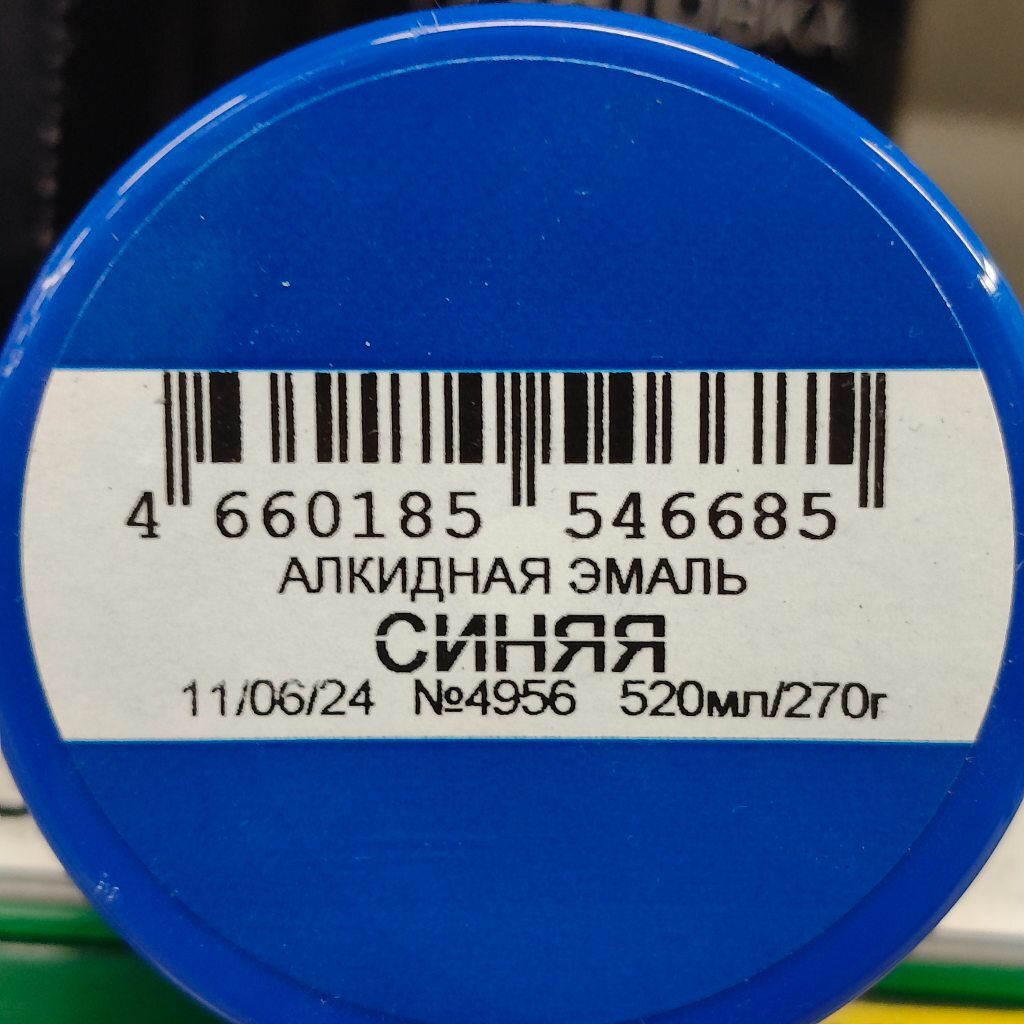 4 660185 546685
АЛКИДНАЯ ЭМАЛЬ
СИНЯЯ
11/06/24 №4956 520мл/270г